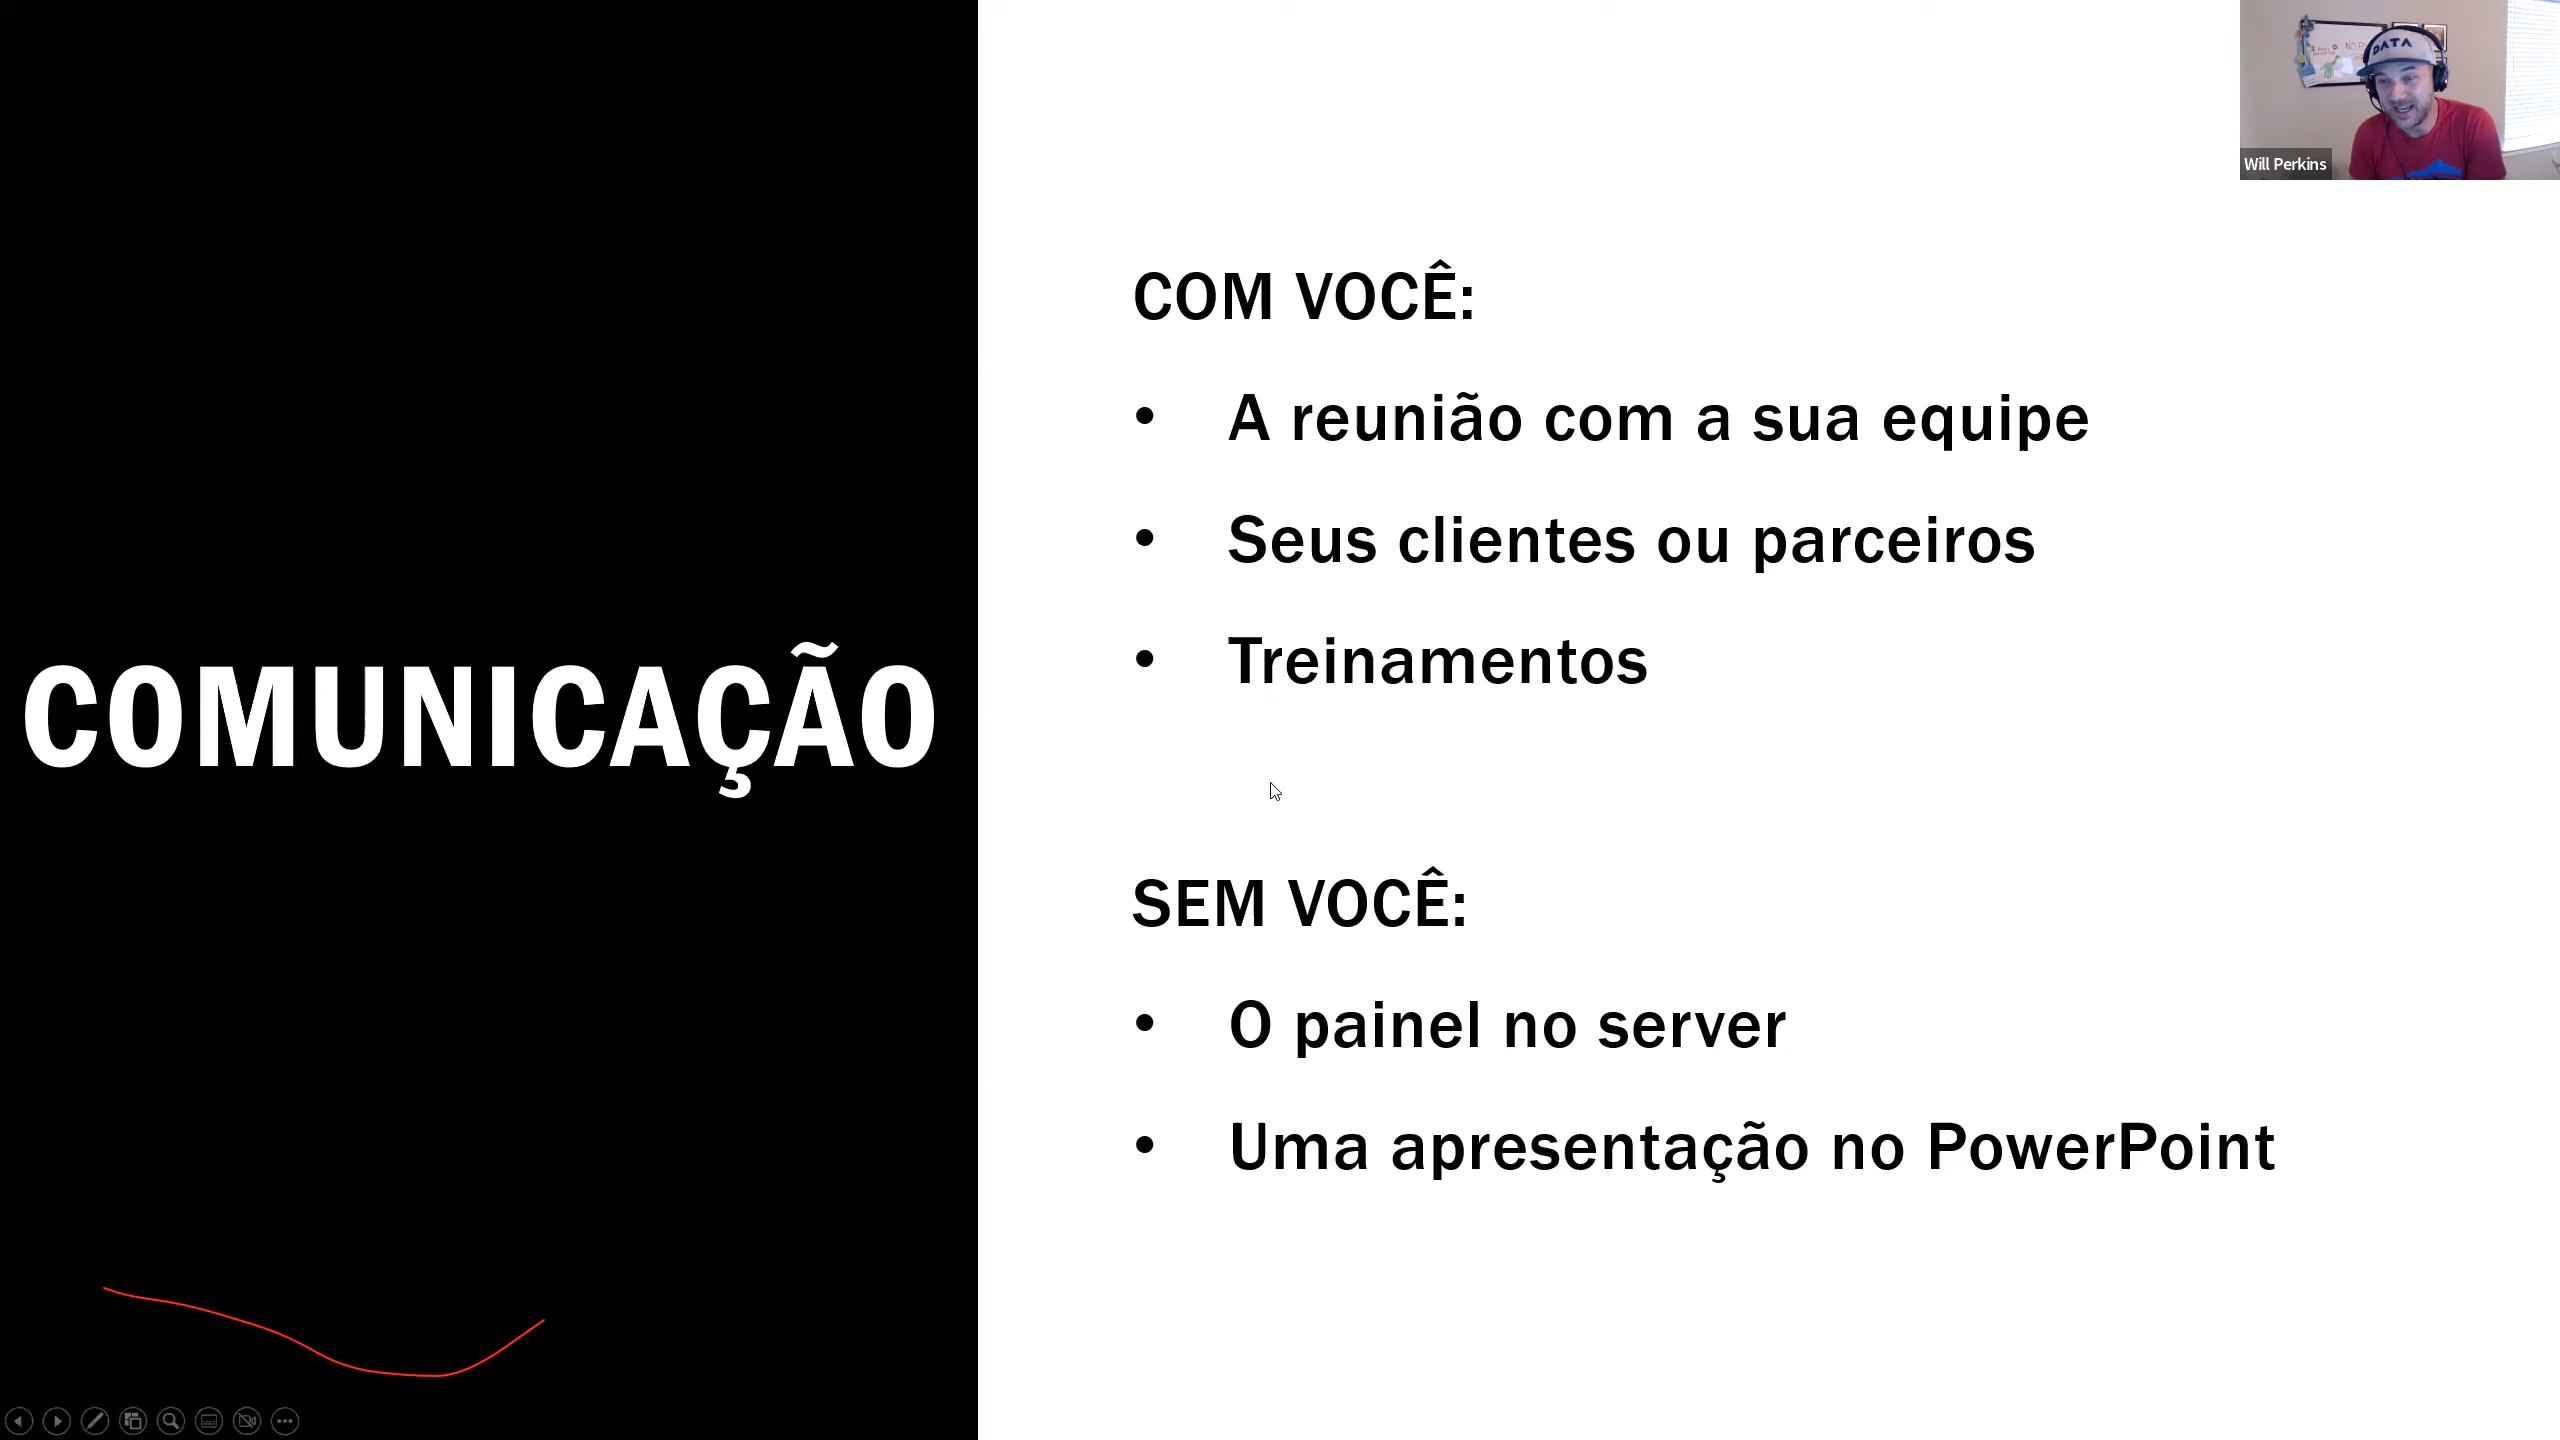 Will Perkins
DATA
COMUNICAÇÃO
COM VOCÊ:
• A reunião com a sua equipe
• Seus clientes ou parceiros
• Treinamentos
SEM VOCÊ:
• O painel no server
• Uma apresentação no PowerPoint